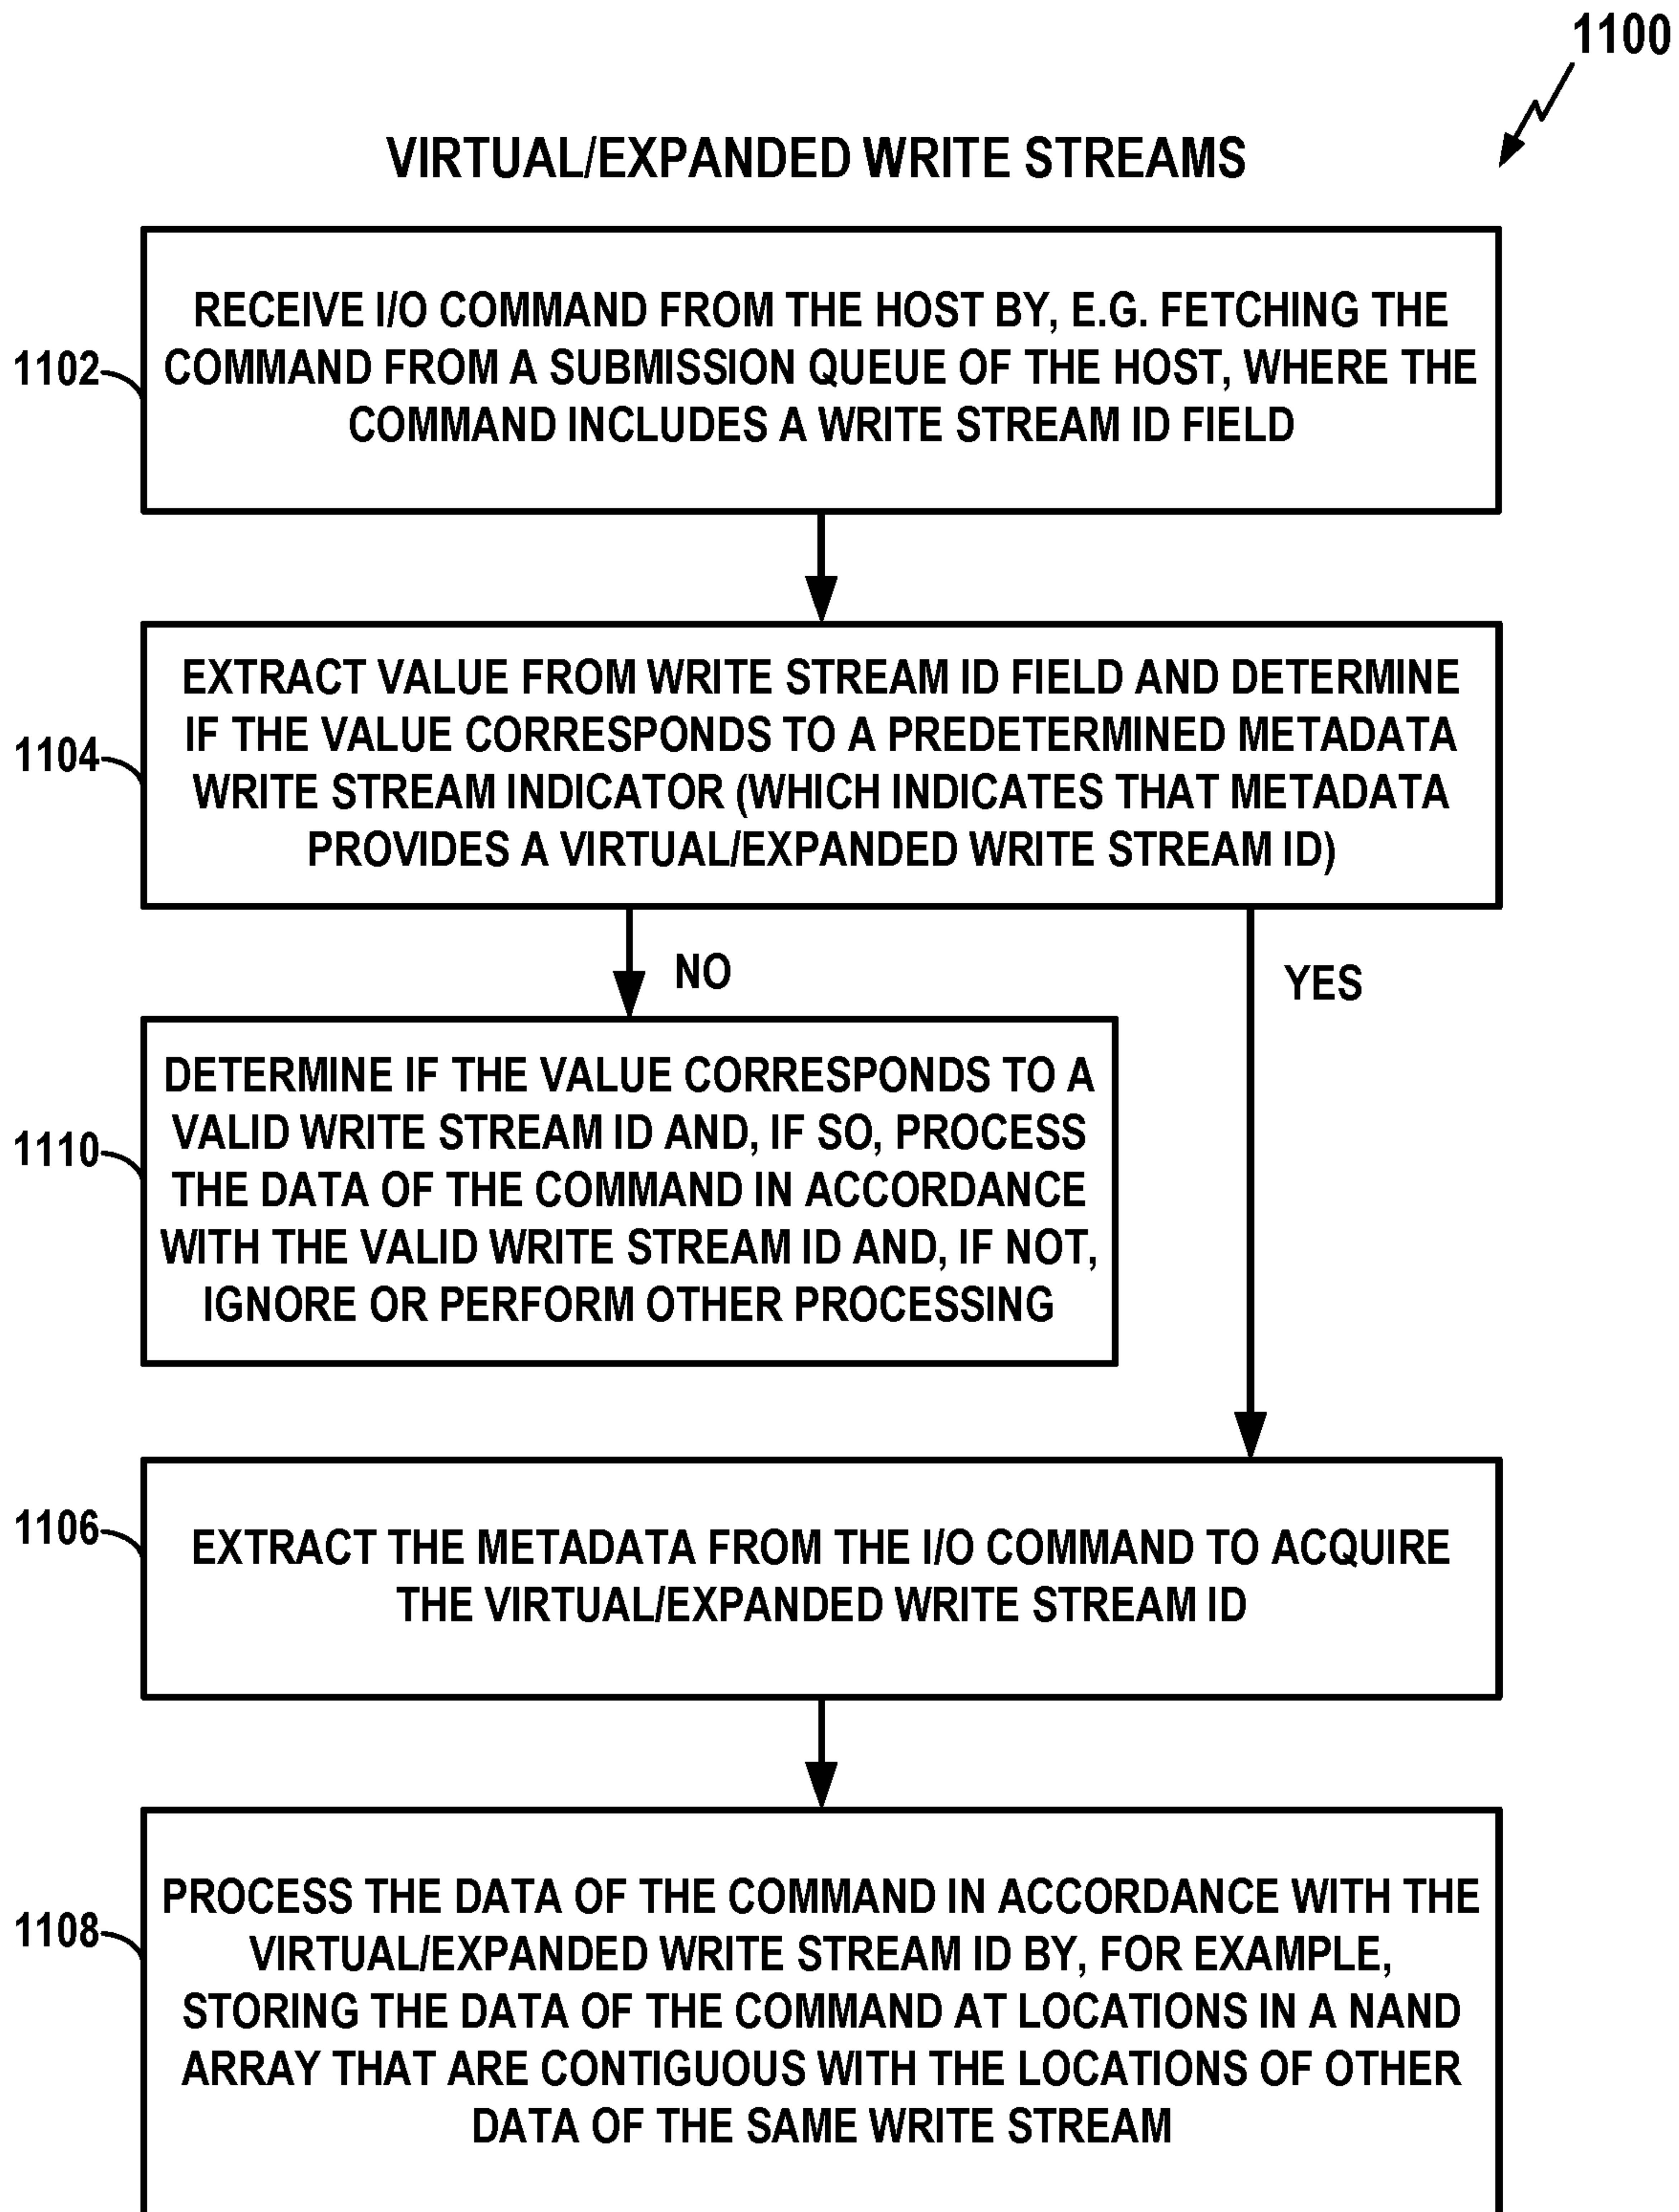 1100
VIRTUAL/EXPANDED WRITE STREAMS
1102
RECEIVE I/O COMMAND FROM THE HOST BY, E.G. FETCHING THE
COMMAND FROM A SUBMISSION QUEUE OF THE HOST, WHERE THE
COMMAND INCLUDES A WRITE STREAM ID FIELD
1104
EXTRACT VALUE FROM WRITE STREAM ID FIELD AND DETERMINE
IF THE VALUE CORRESPONDS TO A PREDETERMINED METADATA
WRITE STREAM INDICATOR (WHICH INDICATES THAT METADATA
PROVIDES A VIRTUAL/EXPANDED WRITE STREAM ID)
NO
YES
1110
DETERMINE IF THE VALUE CORRESPONDS TO A
VALID WRITE STREAM ID AND, IF SO, PROCESS
THE DATA OF THE COMMAND IN ACCORDANCE
WITH THE VALID WRITE STREAM ID AND, IF NOT,
IGNORE OR PERFORM OTHER PROCESSING
1106
EXTRACT THE METADATA FROM THE I/O COMMAND TO ACQUIRE
THE VIRTUAL/EXPANDED WRITE STREAM ID
1108
PROCESS THE DATA OF THE COMMAND IN ACCORDANCE WITH THE
VIRTUAL/EXPANDED WRITE STREAM ID BY, FOR EXAMPLE,
STORING THE DATA OF THE COMMAND AT LOCATIONS IN A NAND
ARRAY THAT ARE CONTIGUOUS WITH THE LOCATIONS OF OTHER
DATA OF THE SAME WRITE STREAM